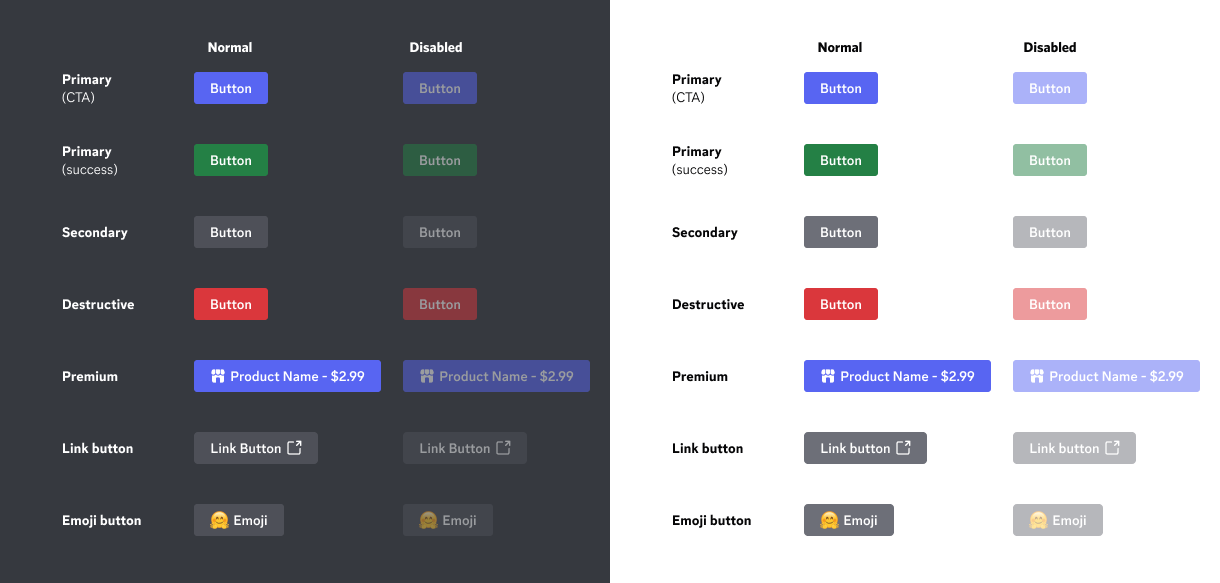 Normal Disabled
Primary
(CTA)
Button Button
Primary
(success)
Button Button
Secondary Button Button
Destructive Button Button
Premium Product Name - $2.99 Product Name - $2.99
Link button Link Button Link Button
Emoji button 🤗 Emoji 🤗 Emoji
Normal Disabled
Primary
(CTA)
Button Button
Primary
(success)
Button Button
Secondary Button Button
Destructive Button Button
Premium Product Name - $2.99 Product Name - $2.99
Link button Link button Link button
Emoji button 🤗 Emoji 🤗 Emoji